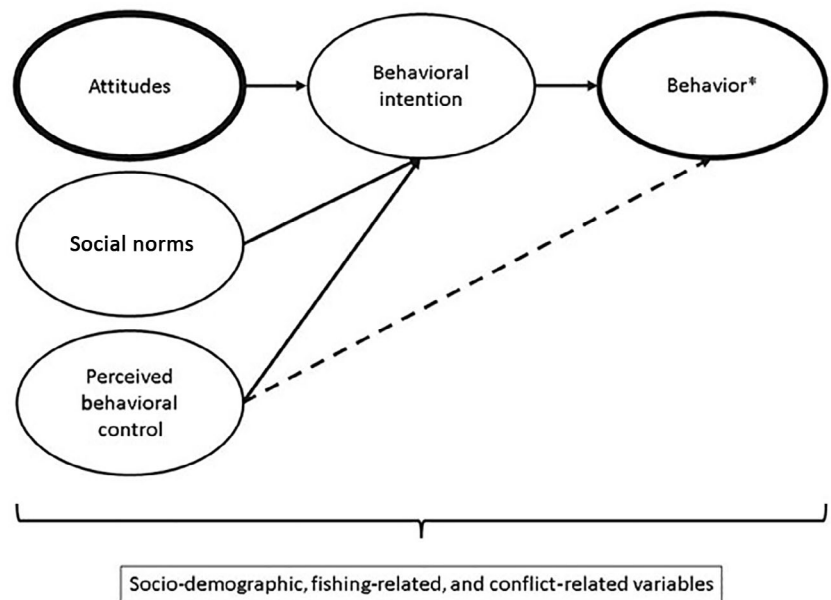 Attitudes
Behavioral
intention
Behavior*
Social norms
Perceived
behavioral
control
Socio-demographic, fishing-related, and conflict-related variables